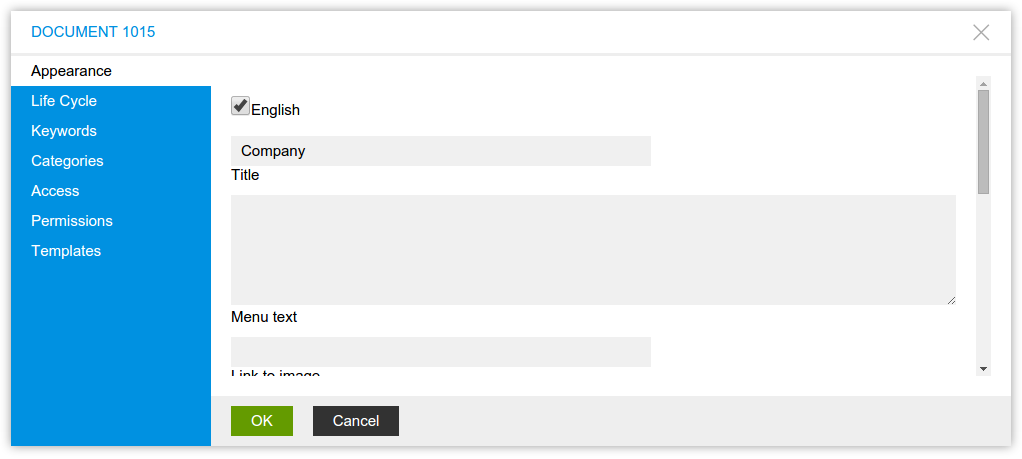 DOCUMENT 1015
Appearance
Life Cycle
Keywords
Categories
Access
Permissions
Templates
English
Company
Title
Menu text
Link to image
OK
Cancel